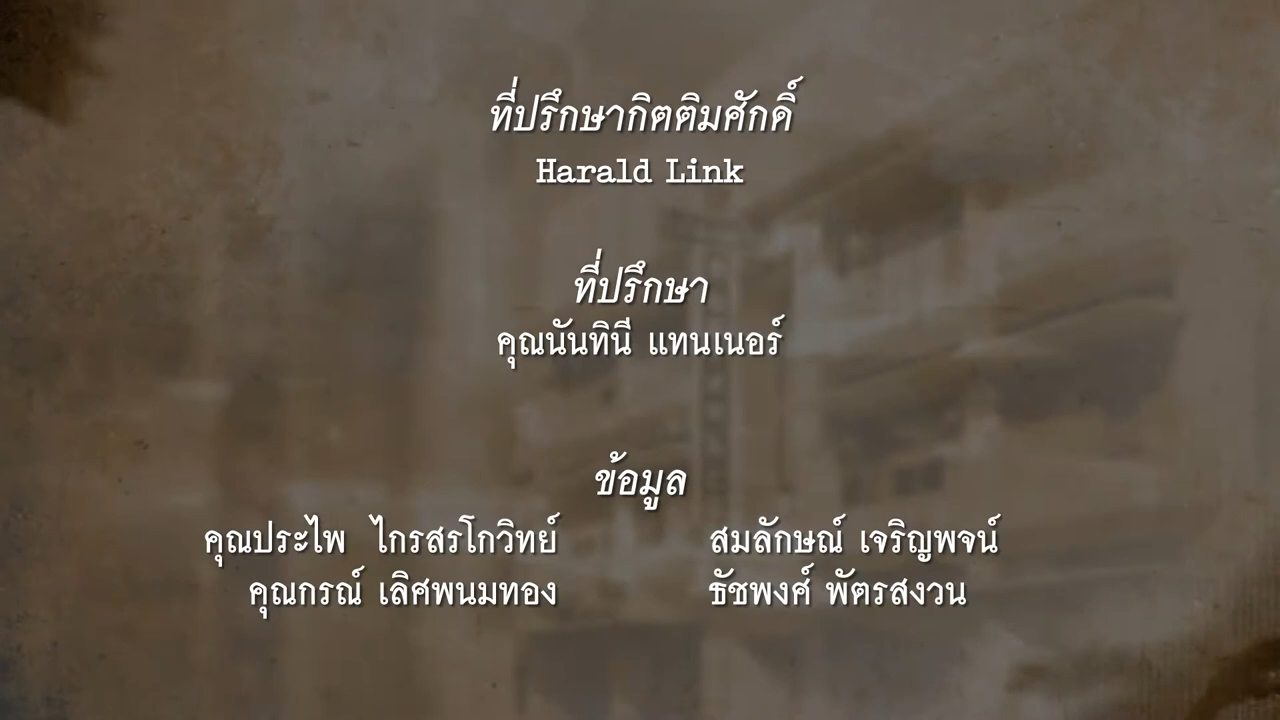 ที่ปรึกษากิตติมศักดิ์
Harald Link
ที่ปรึกษา
คุณนันทินี แทนเนอร์
ข้อมูล
คุณประไพ ไกรสรโกวิทย์ สมลักษณ์ เจริญพจน์
คุณกรณ์ เลิศพนมทอง ธัชพงศ์ พัตรสงวน